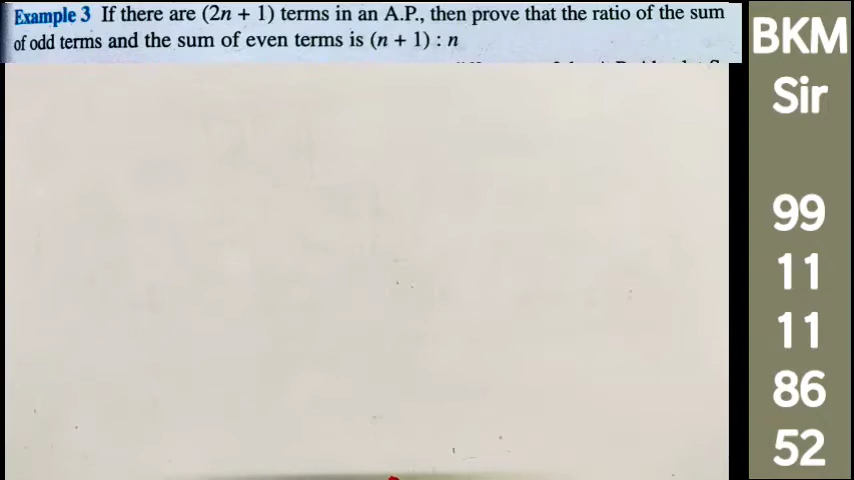 Example 3 If there are (2n + 1) terms in an A.P., then prove that the ratio of the sum
of odd terms and the sum of even terms is (n + 1) : n
BKM
Sir
99
11
11
86
52